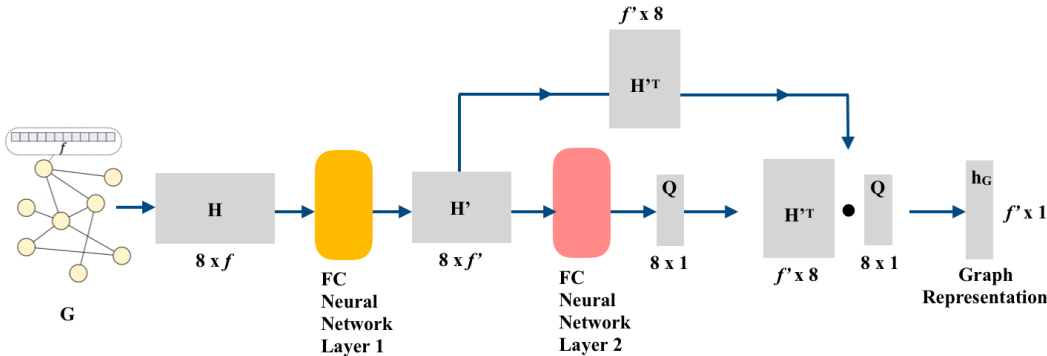 f' x 8
H'ᵀ
f
G
H
8 x f
FC
Neural
Network
Layer 1
H'
8 x f'
FC
Neural
Network
Layer 2
Q
8 x 1
H'ᵀ
f' x 8
Q
8 x 1
h_G
f' x 1
Graph
Representation